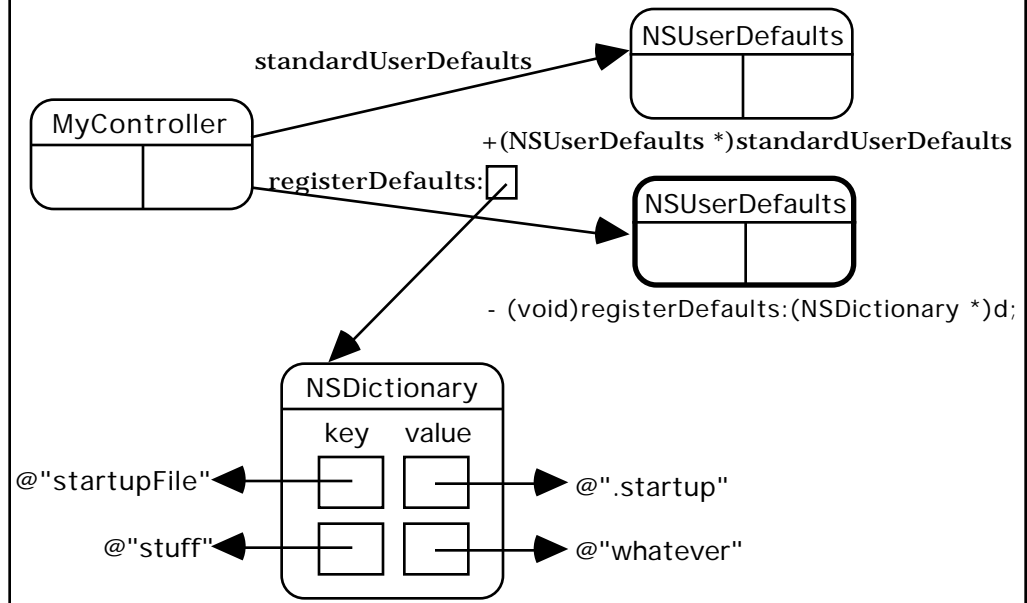 NSUserDefaults
standardUserDefaults
MyController
+(NSUserDefaults *)standardUserDefaults
registerDefaults:
NSUserDefaults
- (void)registerDefaults:(NSDictionary *)d;
NSDictionary
key value
@"startupFile" @".startup"
@"stuff" @"whatever"